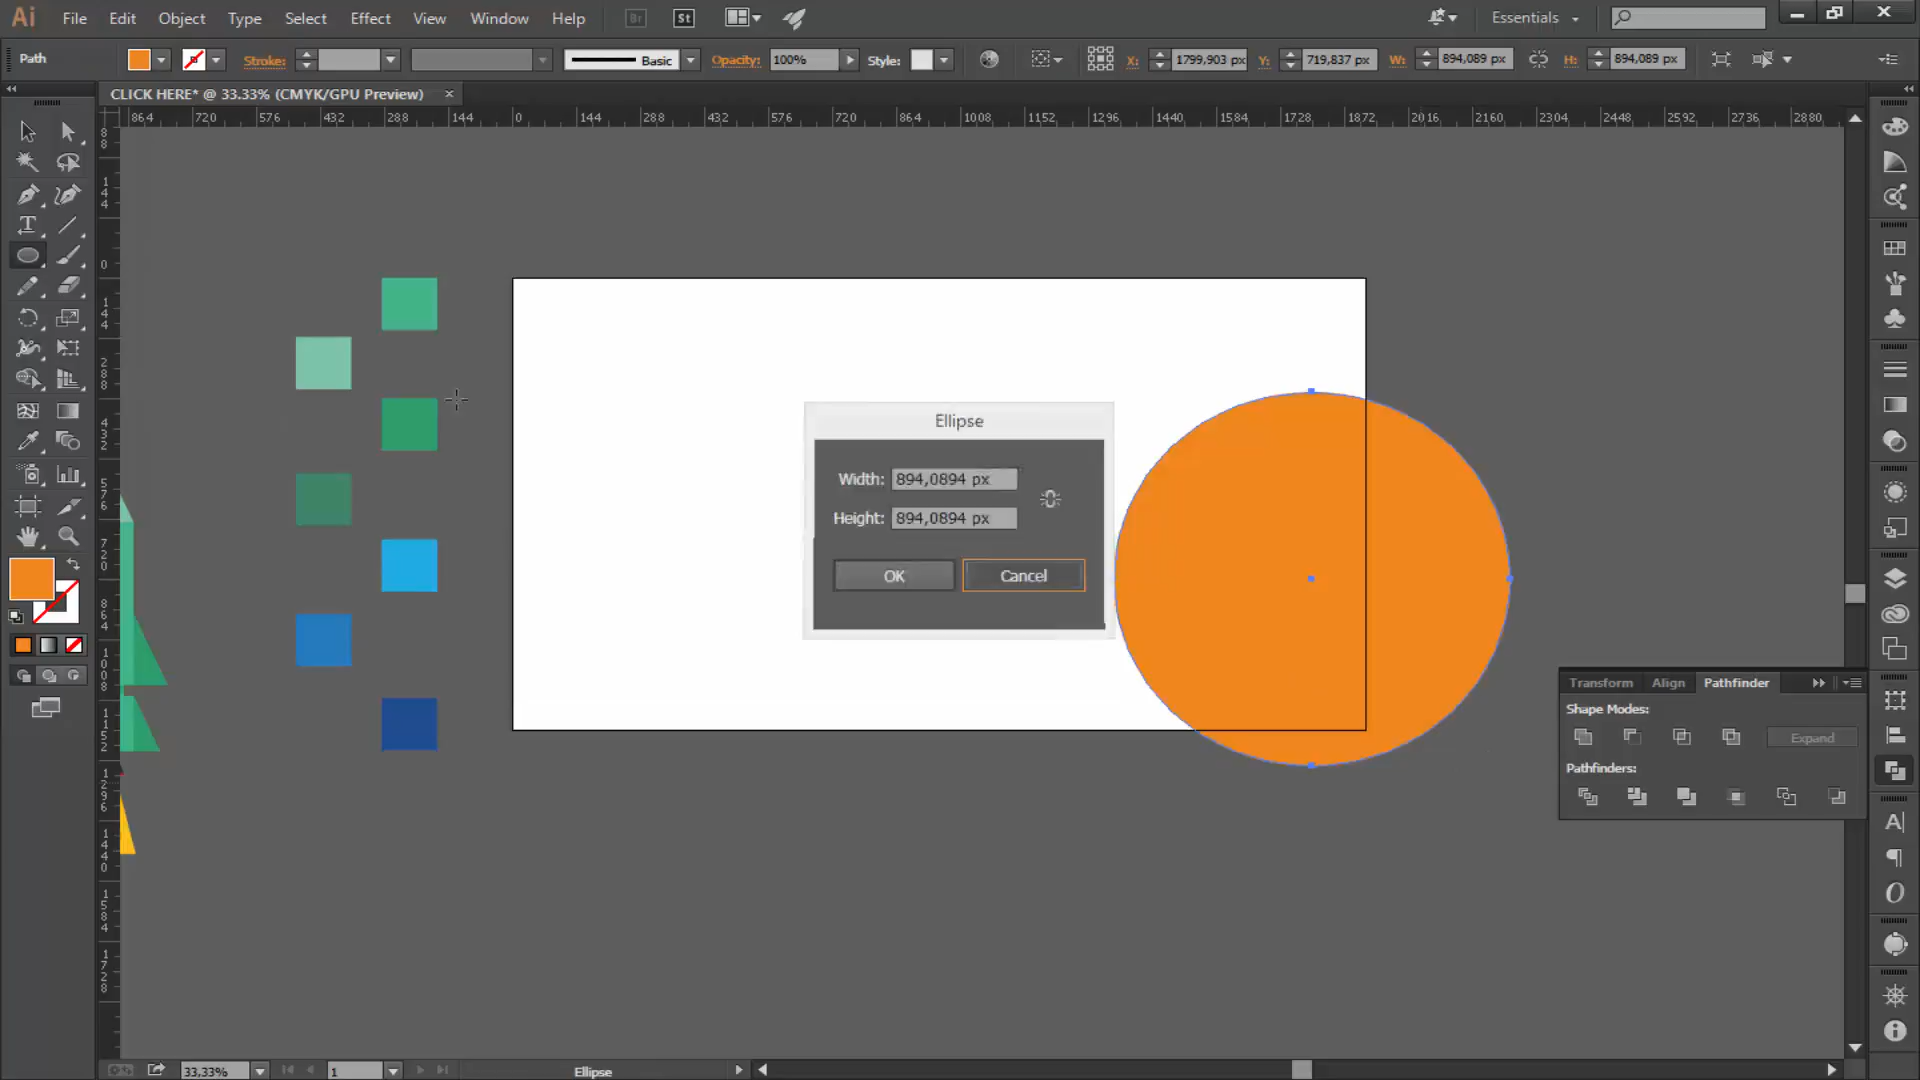 Ai File Edit Object Type Select Effect View Window Help Br St Essentials
Path Stroke: Basic Opacity: 100% Style: X: 1799,903 px Y: 719,837 px W: 894,089 px H: 894,089 px
CLICK HERE* @ 33.33% (CMYK/GPU Preview)
864 720 576 432 288 144 0 144 288 432 576 720 864 1008 1152 1296 1440 1584 1728 1872 2016 2160 2304 2448 2592 2736 2880
Ellipse
Width: 894,0894 px
Height: 894,0894 px
OK Cancel
Transform Align Pathfinder
Shape Modes:
Expand
Pathfinders:
33,33% 1 Ellipse